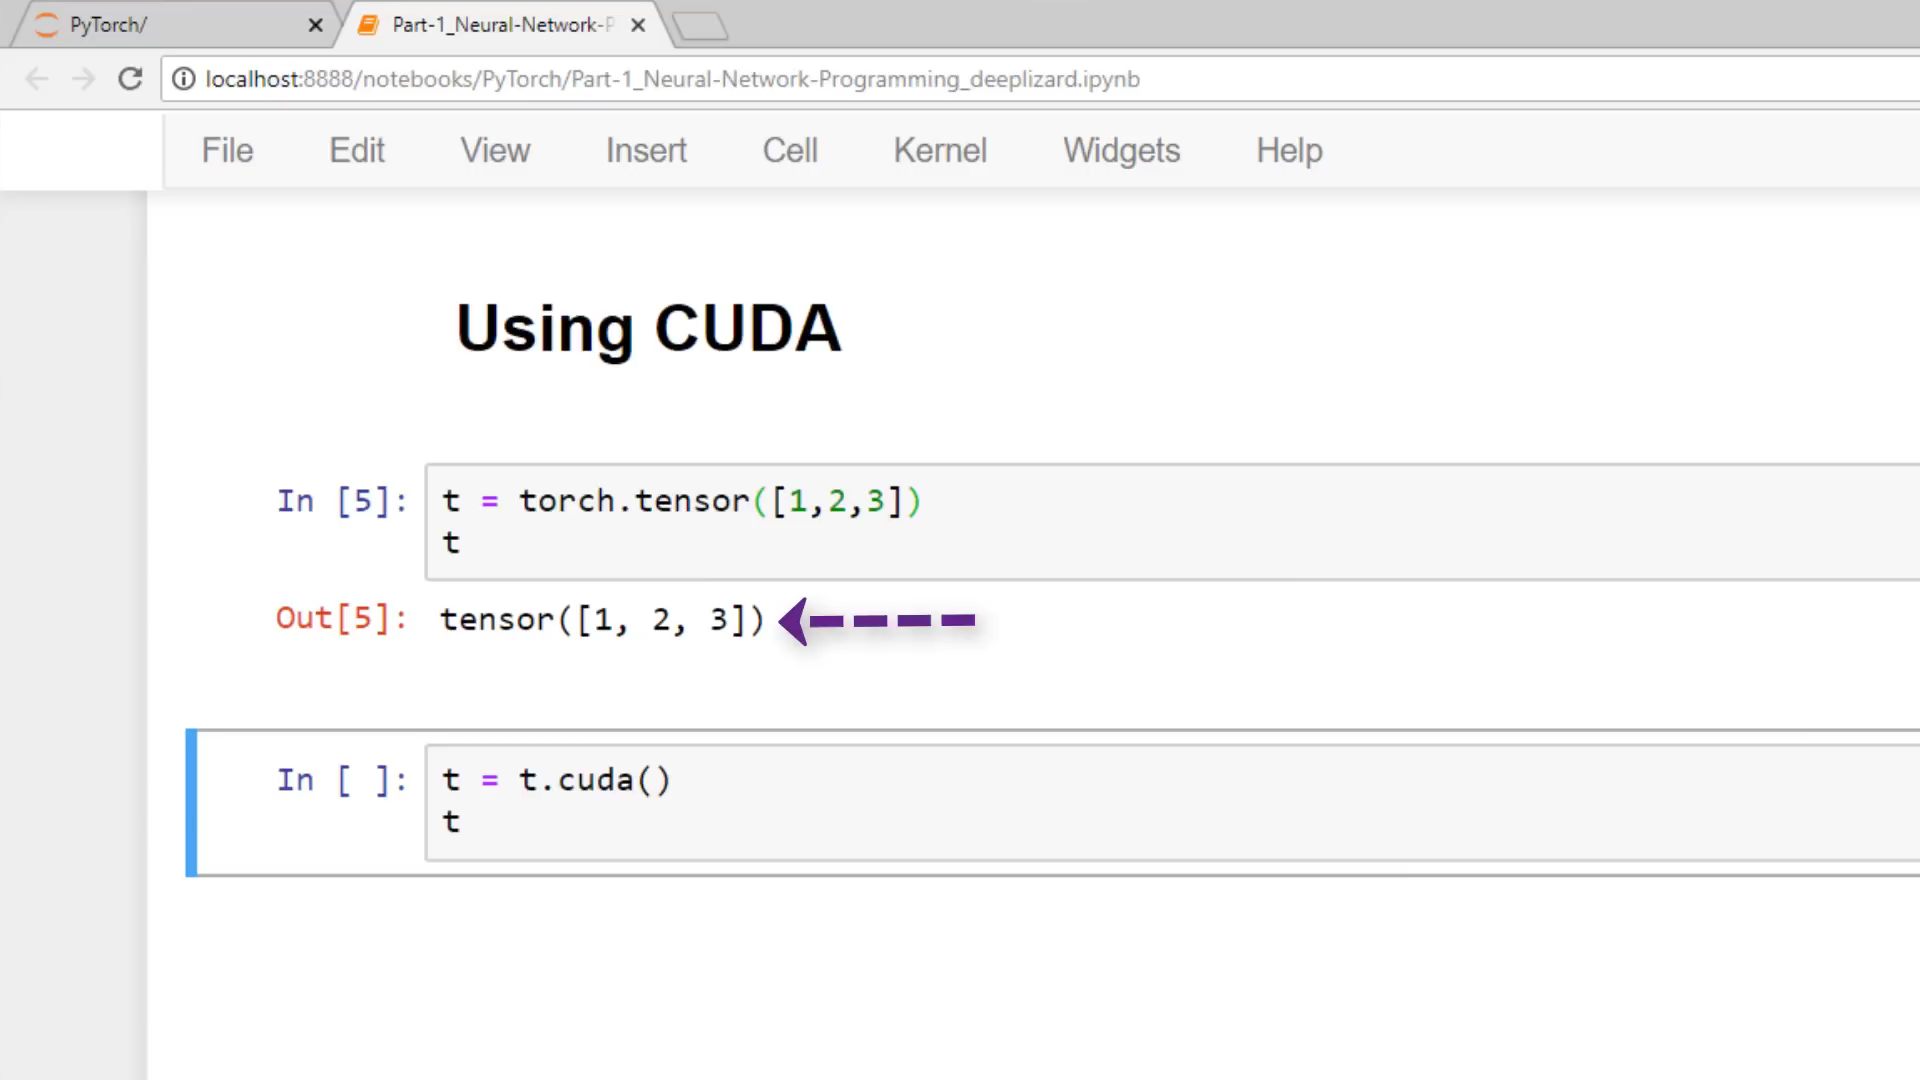 PyTorch/
Part-1_Neural-Network-P
localhost:8888/notebooks/PyTorch/Part-1_Neural-Network-Programming_deeplizard.ipynb
File Edit View Insert Cell Kernel Widgets Help
Using CUDA
In [5]: t = torch.tensor([1,2,3])
t
Out[5]: tensor([1, 2, 3])
In [ ]: t = t.cuda()
t